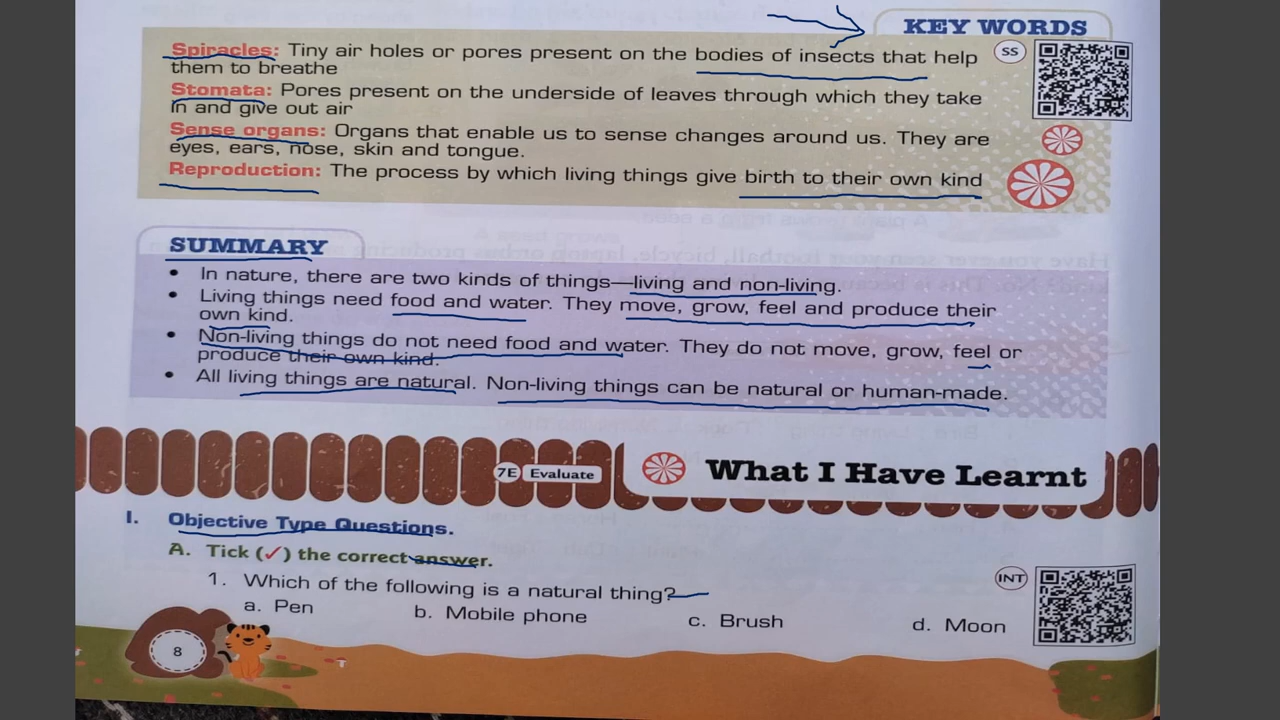 KEY WORDS
Spiracles: Tiny air holes or pores present on the bodies of insects that help
them to breathe
SS
Stomata: Pores present on the underside of leaves through which they take
in and give out air
Sense organs: Organs that enable us to sense changes around us. They are
eyes, ears, nose, skin and tongue.
Reproduction: The process by which living things give birth to their own kind
SUMMARY
• In nature, there are two kinds of things—living and non-living.
• Living things need food and water. They move, grow, feel and produce their
own kind.
• Non-living things do not need food and water. They do not move, grow, feel or
produce their own kind.
• All living things are natural. Non-living things can be natural or human-made.
7E Evaluate
What I Have Learnt
I. Objective Type Questions.
A. Tick (✓) the correct answer.
1. Which of the following is a natural thing?
INT
a. Pen b. Mobile phone c. Brush d. Moon
8